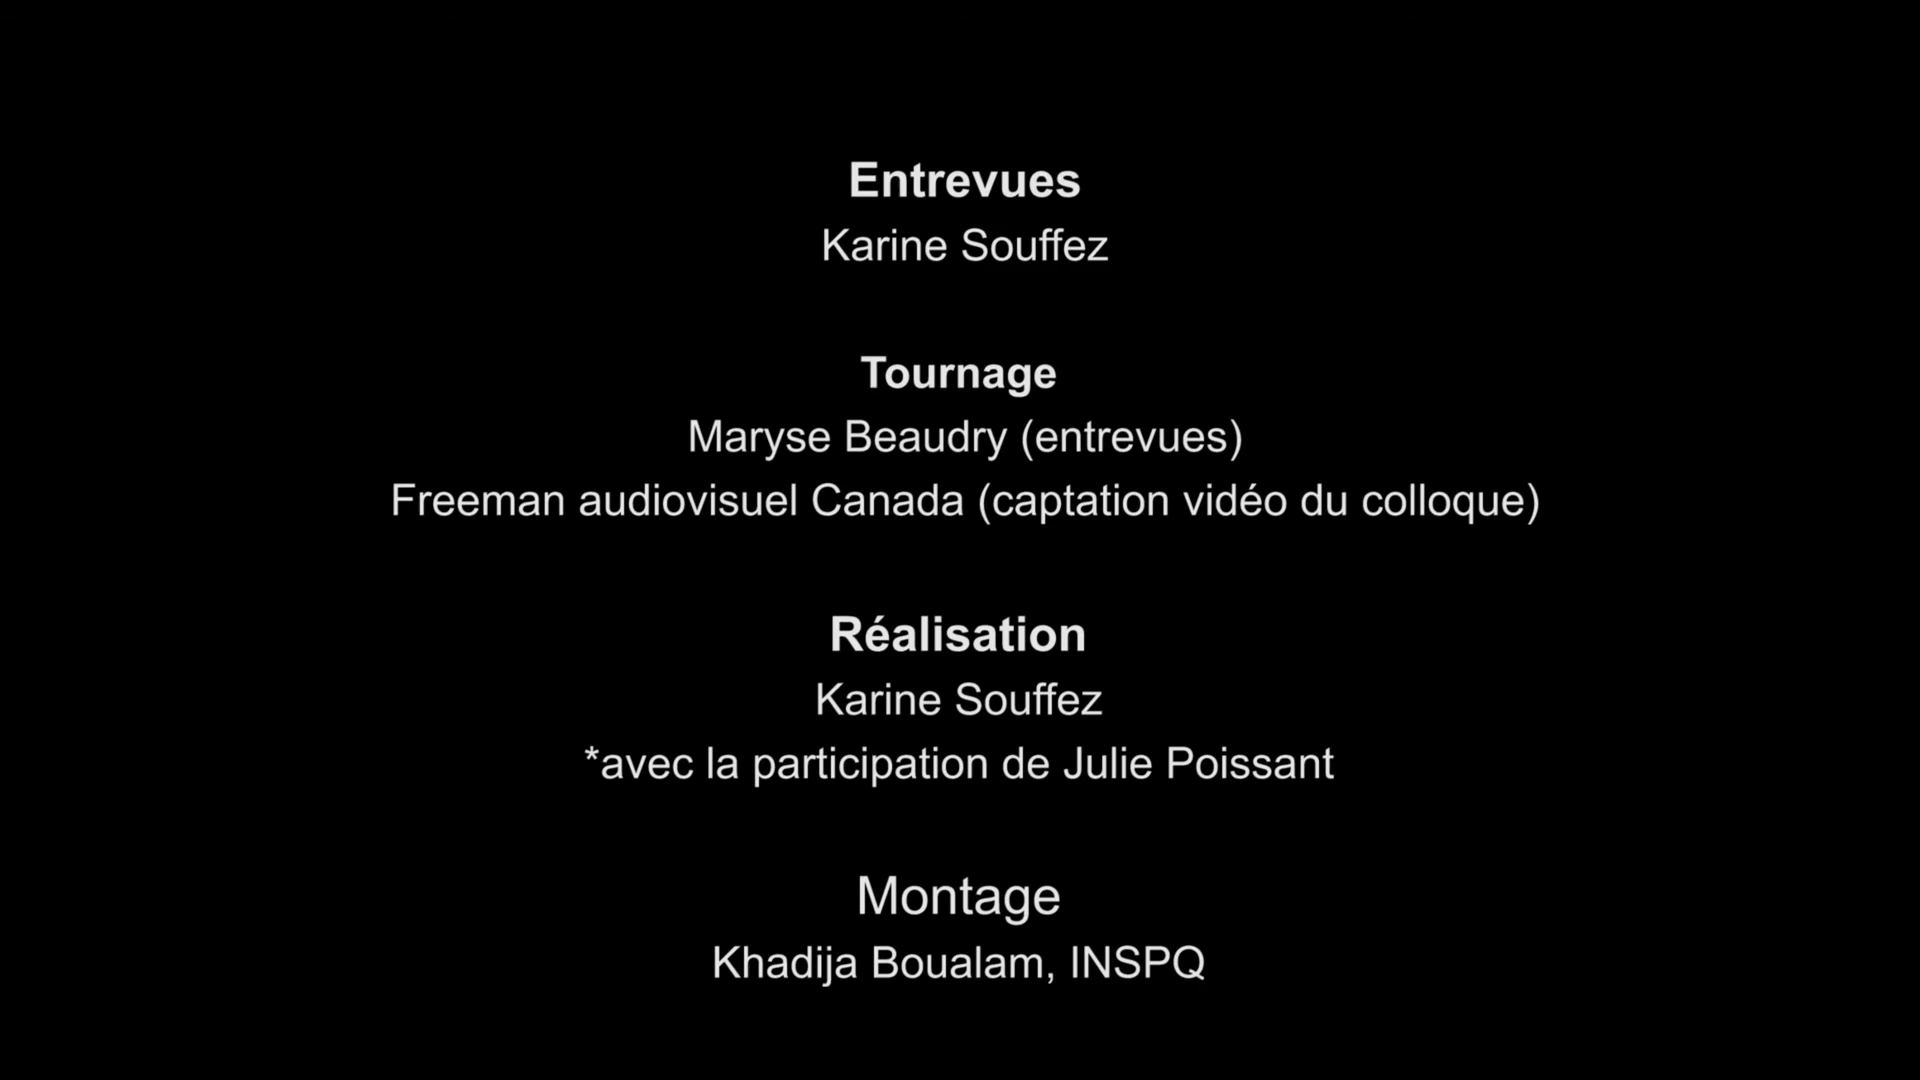 Entrevues
Karine Souffez
Tournage
Maryse Beaudry (entrevues)
Freeman audiovisuel Canada (captation vidéo du colloque)
Réalisation
Karine Souffez
*avec la participation de Julie Poissant
Montage
Khadija Boualam, INSPQ